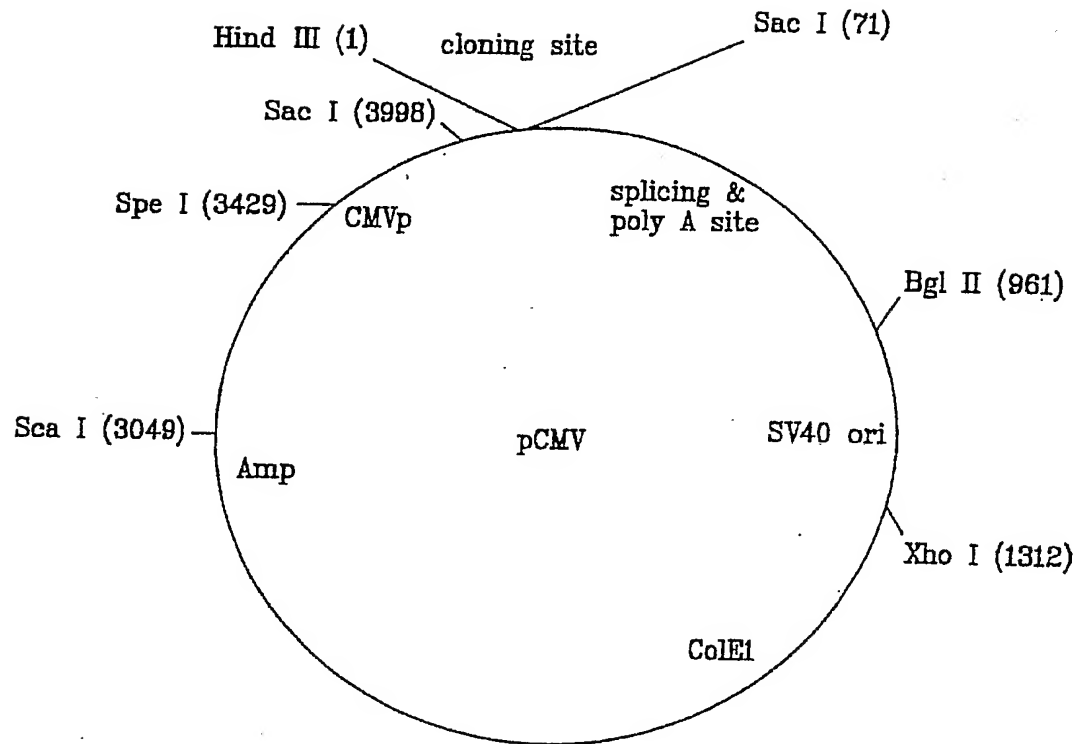 Hind III (1)
cloning site
Sac I (71)
Sac I (3998)
Spe I (3429)
CMVp
splicing &
poly A site
Bgl II (961)
Sca I (3049)
pCMV
SV40 ori
Amp
Xho I (1312)
ColE1